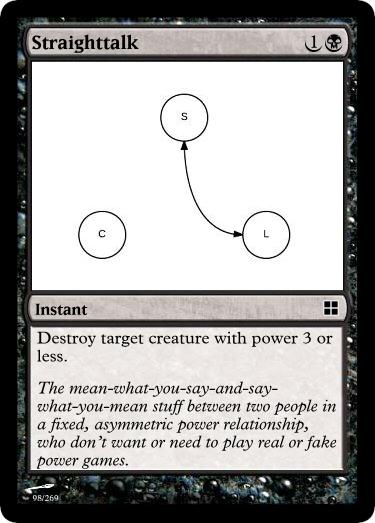 Straighttalk
1
S
C
L
Instant
Destroy target creature with power 3 or
less.
The mean-what-you-say-and-say-
what-you-mean stuff between two people in
a fixed, asymmetric power relationship,
who don't want or need to play real or fake
power games.
98/269